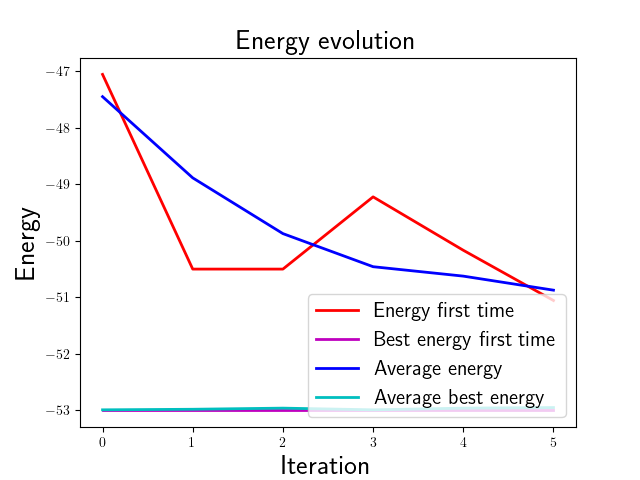 Energy evolution
Energy
−47
−48
−49
−50
−51
−52
−53
Energy first time
Best energy first time
Average energy
Average best energy
0 1 2 3 4 5
Iteration